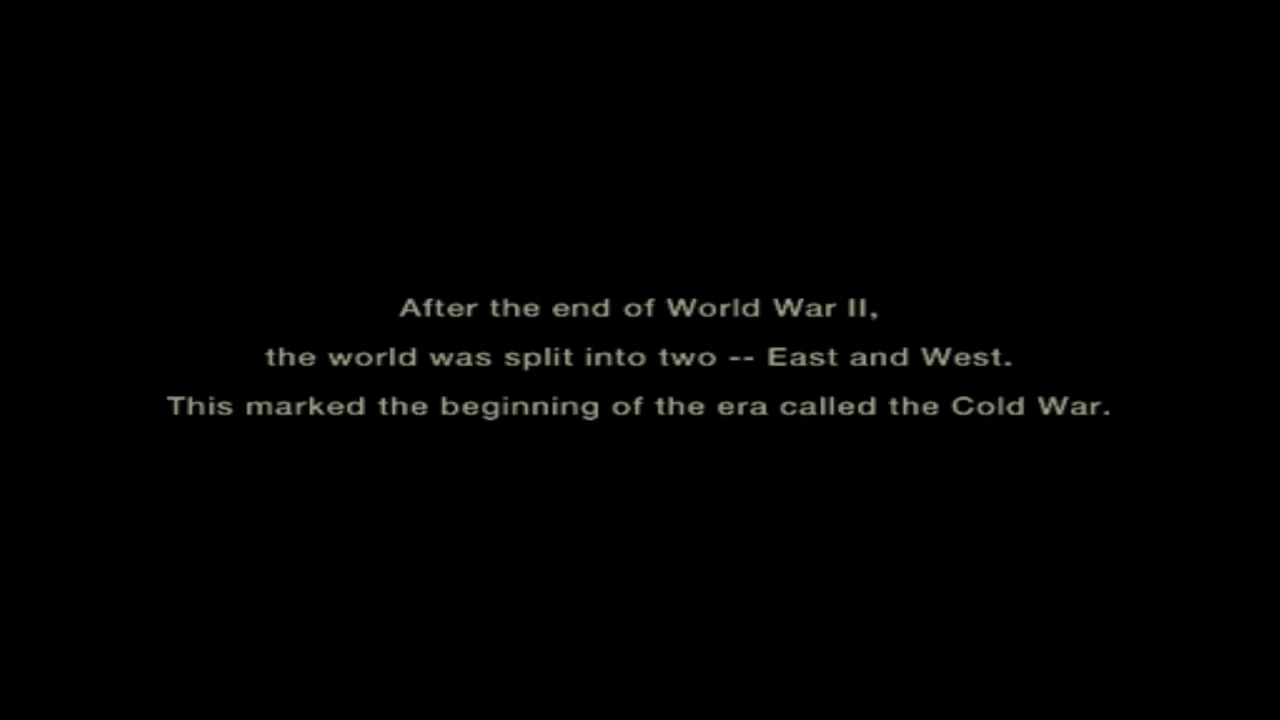 After the end of World War II,
the world was split into two -- East and West.
This marked the beginning of the era called the Cold War.